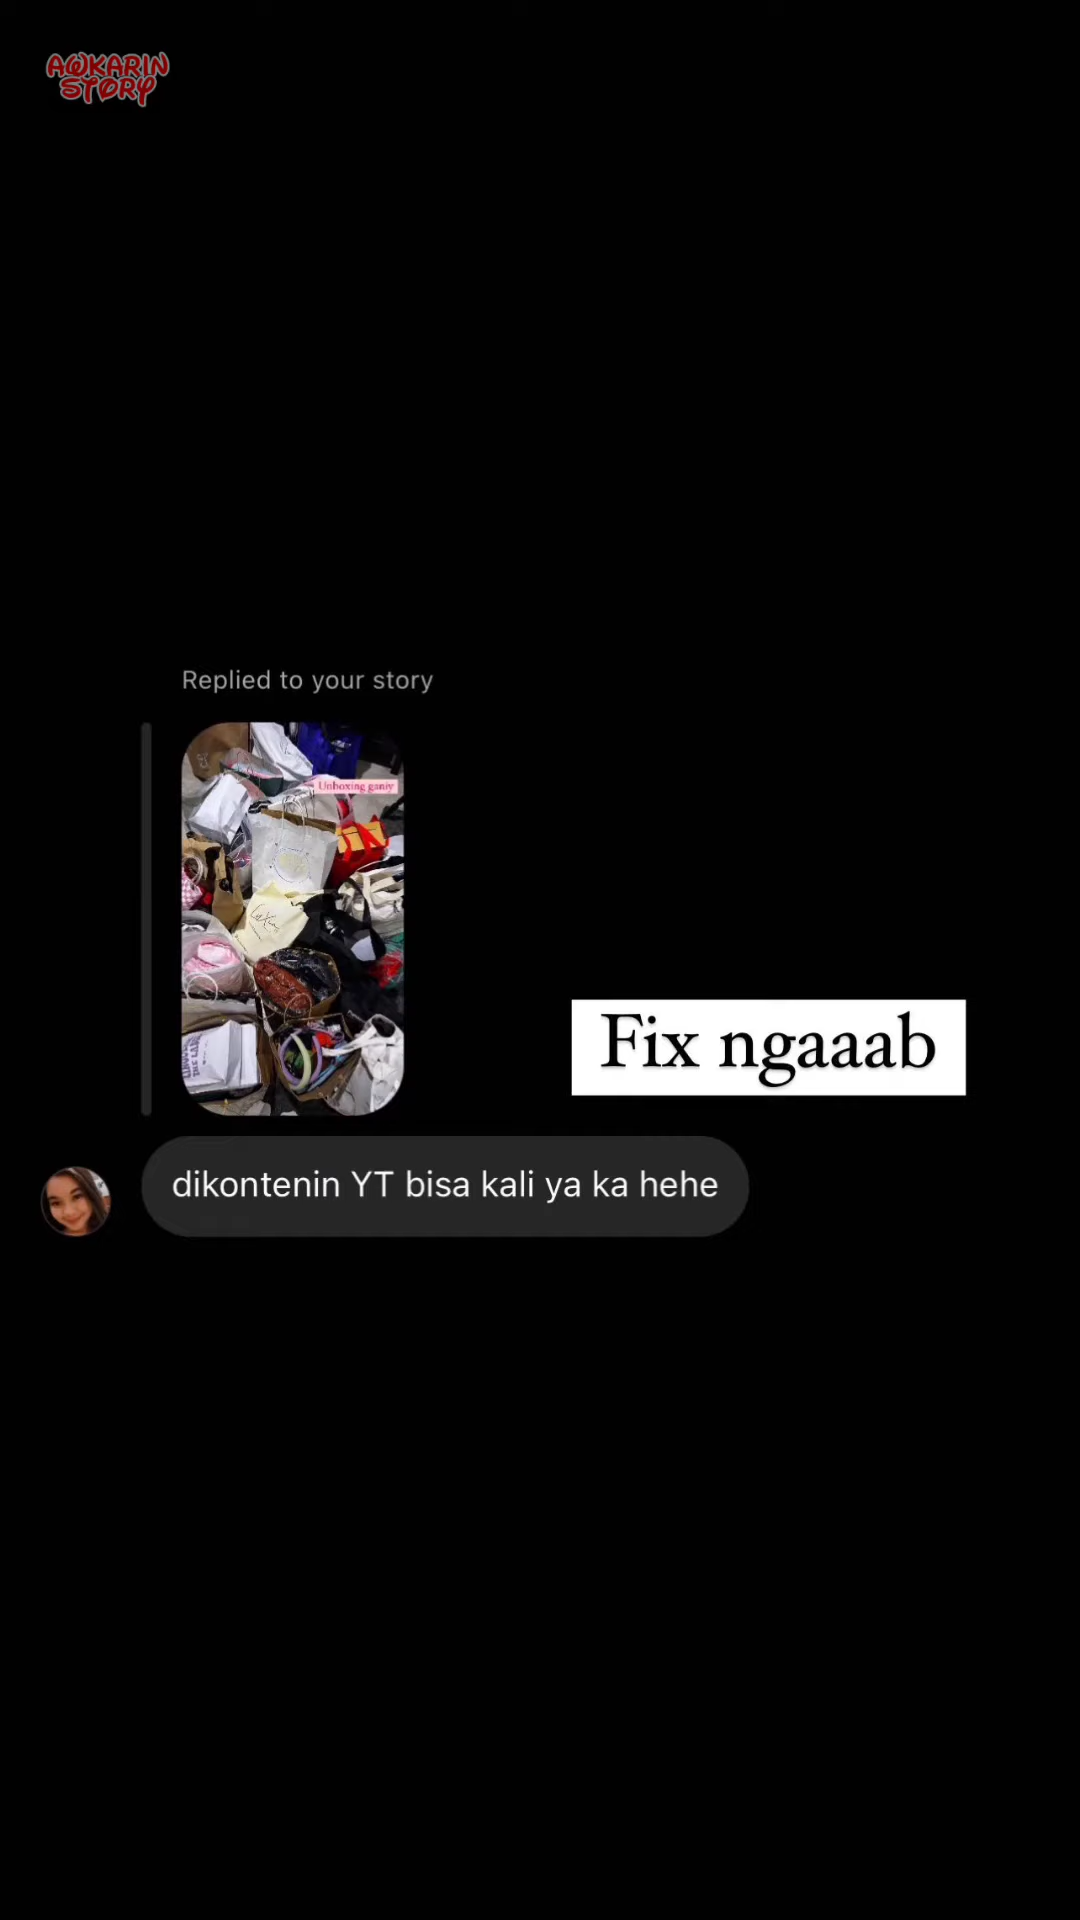 AWKARIN
STORY
Replied to your story
Unboxing ganiy
Fix ngaaab
dikontenin YT bisa kali ya ka hehe